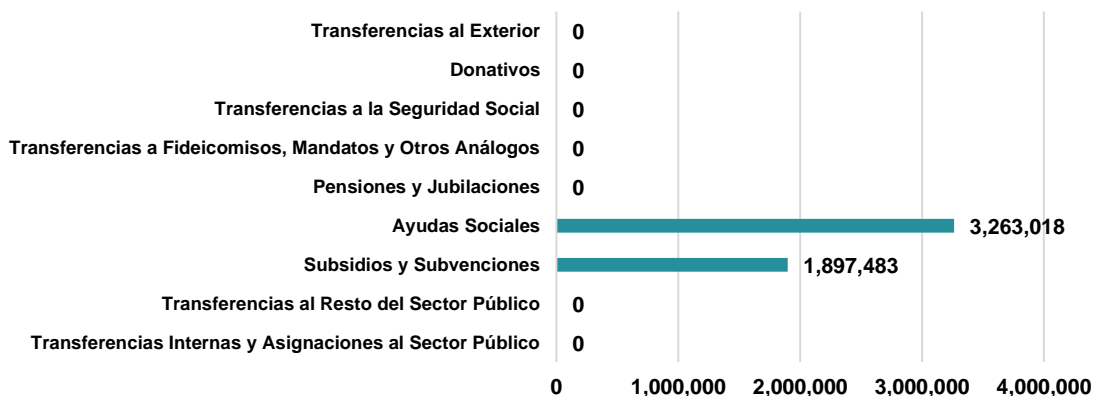 Transferencias al Exterior 0
Donativos 0
Transferencias a la Seguridad Social 0
Transferencias a Fideicomisos, Mandatos y Otros Análogos 0
Pensiones y Jubilaciones 0
Ayudas Sociales 3,263,018
Subsidios y Subvenciones 1,897,483
Transferencias al Resto del Sector Público 0
Transferencias Internas y Asignaciones al Sector Público 0
0 1,000,000 2,000,000 3,000,000 4,000,000